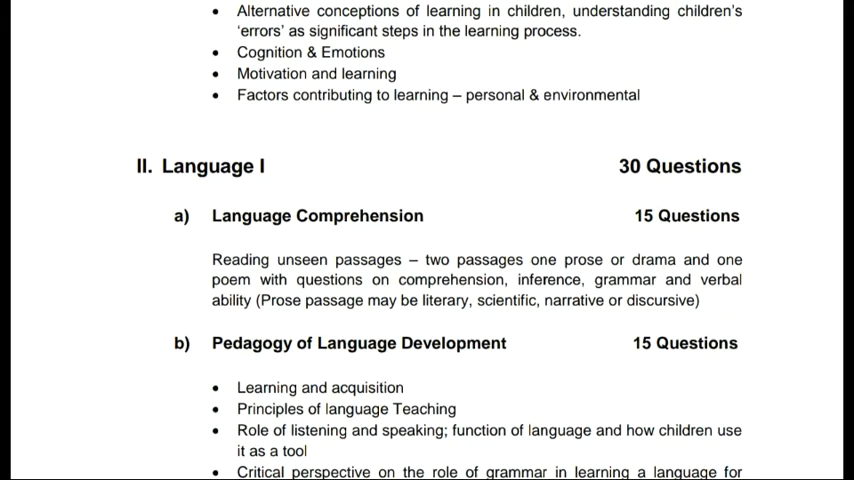 • Alternative conceptions of learning in children, understanding children's
'errors' as significant steps in the learning process.
• Cognition & Emotions
• Motivation and learning
• Factors contributing to learning – personal & environmental
II. Language I 30 Questions
a) Language Comprehension 15 Questions
Reading unseen passages – two passages one prose or drama and one
poem with questions on comprehension, inference, grammar and verbal
ability (Prose passage may be literary, scientific, narrative or discursive)
b) Pedagogy of Language Development 15 Questions
• Learning and acquisition
• Principles of language Teaching
• Role of listening and speaking; function of language and how children use
it as a tool
• Critical perspective on the role of grammar in learning a language for